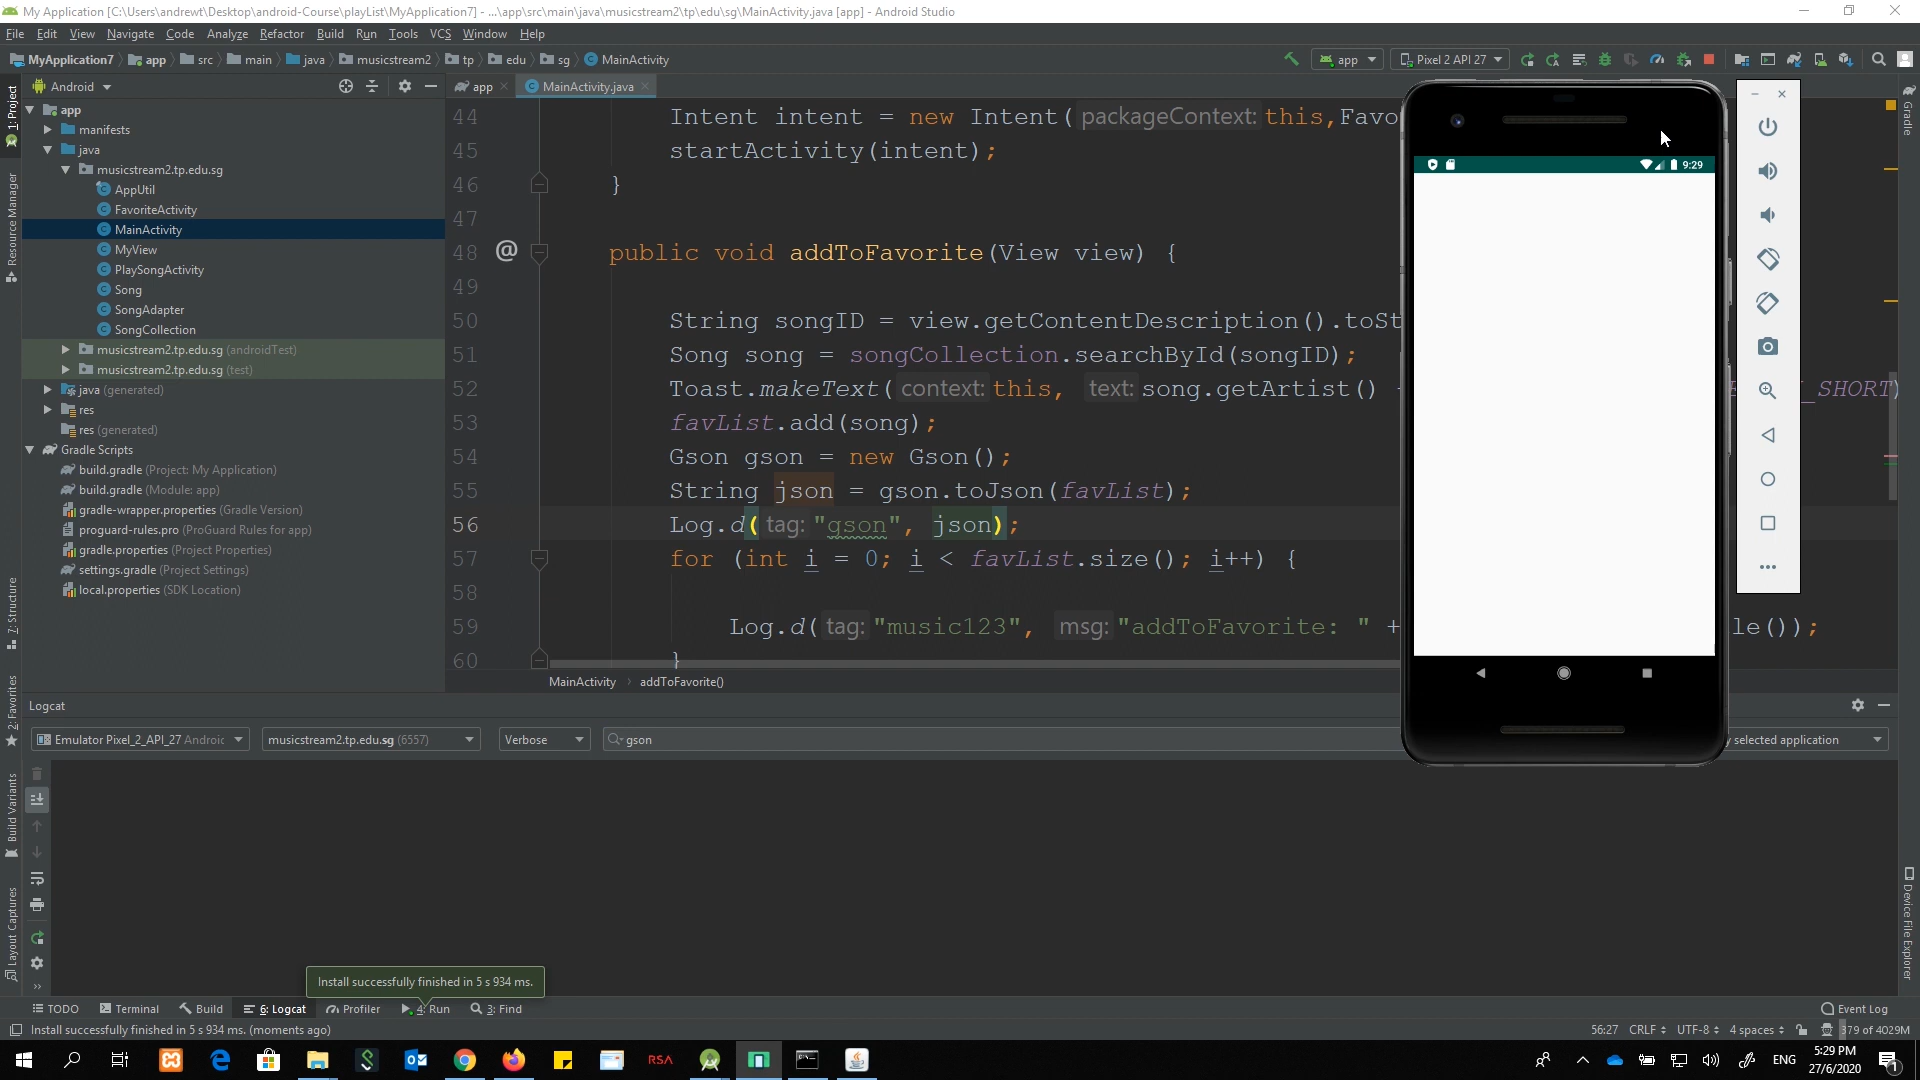 My Application [C:\Users\andrewt\Desktop\android-Course\playList\MyApplication7] - ...\app\src\main\java\musicstream2\tp\edu\sg\MainActivity.java [app] - Android Studio
File Edit View Navigate Code Analyze Refactor Build Run Tools VCS Window Help
MyApplication7 app src main java musicstream2 tp edu sg MainActivity app Pixel 2 API 27
Android app MainActivity.java
1: Project
Resource Manager
7: Structure
2: Favorites
Build Variants
Layout Captures
app
manifests
java
musicstream2.tp.edu.sg
AppUtil
FavoriteActivity
MainActivity
MyView
PlaySongActivity
Song
SongAdapter
SongCollection
musicstream2.tp.edu.sg (androidTest)
musicstream2.tp.edu.sg (test)
java (generated)
res
res (generated)
Gradle Scripts
build.gradle (Project: My Application)
build.gradle (Module: app)
gradle-wrapper.properties (Gradle Version)
proguard-rules.pro (ProGuard Rules for app)
gradle.properties (Project Properties)
settings.gradle (Project Settings)
local.properties (SDK Location)
44 Intent intent = new Intent( packageContext: this,Favo
45 startActivity(intent);
46 }
47
48 @ public void addToFavorite(View view) {
49
50 String songID = view.getContentDescription().toSt
51 Song song = songCollection.searchById(songID);
52 Toast.makeText( context: this, text: song.getArtist() _SHORT)
53 favList.add(song);
54 Gson gson = new Gson();
55 String json = gson.toJson(favList);
56 Log.d( tag: "gson", json);
57 for (int i = 0; i < favList.size(); i++) {
58
59 Log.d( tag: "music123", msg: "addToFavorite: " + le());
60 }
MainActivity addToFavorite()
9:29
Gradle
Device File Explorer
Logcat
Emulator Pixel_2_API_27 Android musicstream2.tp.edu.sg (6557) Verbose gson selected application
Install successfully finished in 5 s 934 ms.
TODO Terminal Build 6: Logcat Profiler 4: Run 3: Find Event Log
Install successfully finished in 5 s 934 ms. (moments ago) 56:27 CRLF UTF-8 4 spaces 379 of 4029M
RSA ENG 5:29 PM
27/6/2020
1